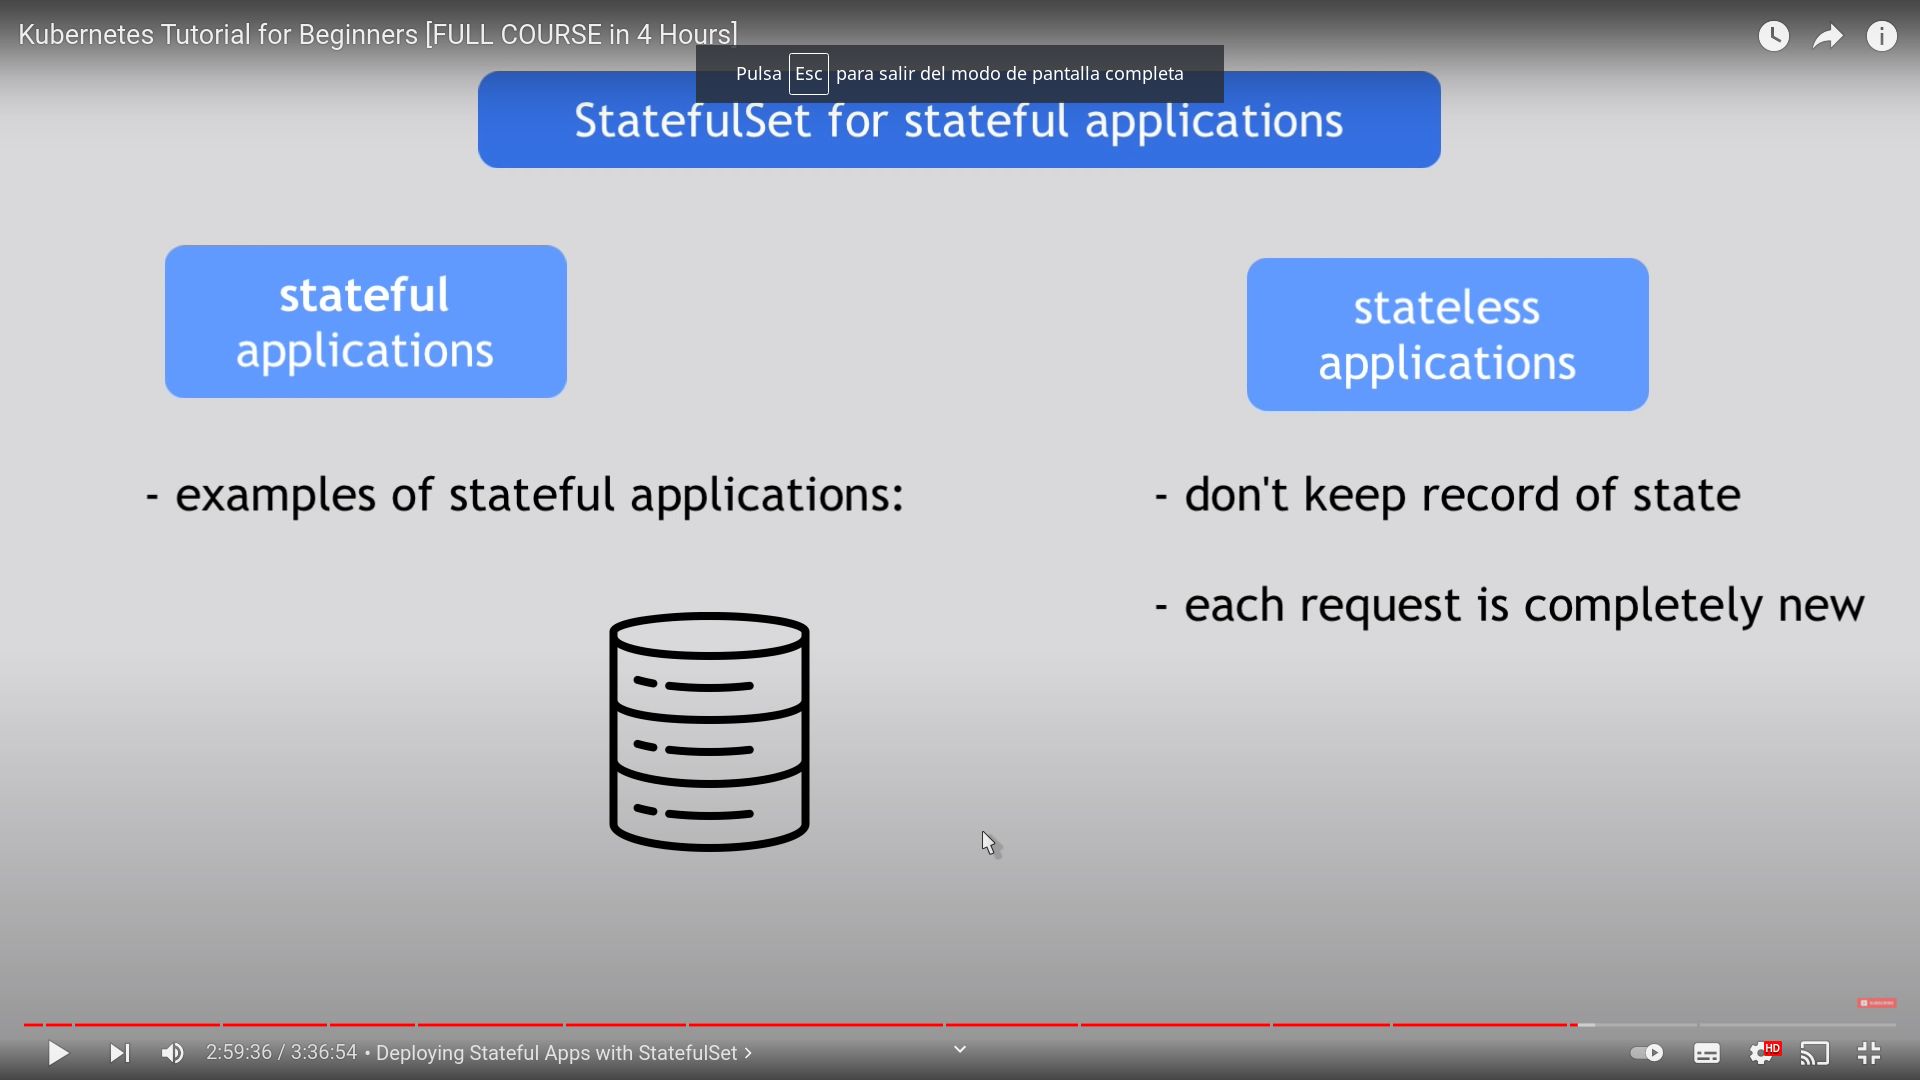 Kubernetes Tutorial for Beginners [FULL COURSE in 4 Hours]
Pulsa Esc para salir del modo de pantalla completa
StatefulSet for stateful applications
stateful
applications
stateless
applications
- examples of stateful applications:
- don't keep record of state
- each request is completely new
SUBSCRIBE
2:59:36 / 3:36:54 • Deploying Stateful Apps with StatefulSet
HD